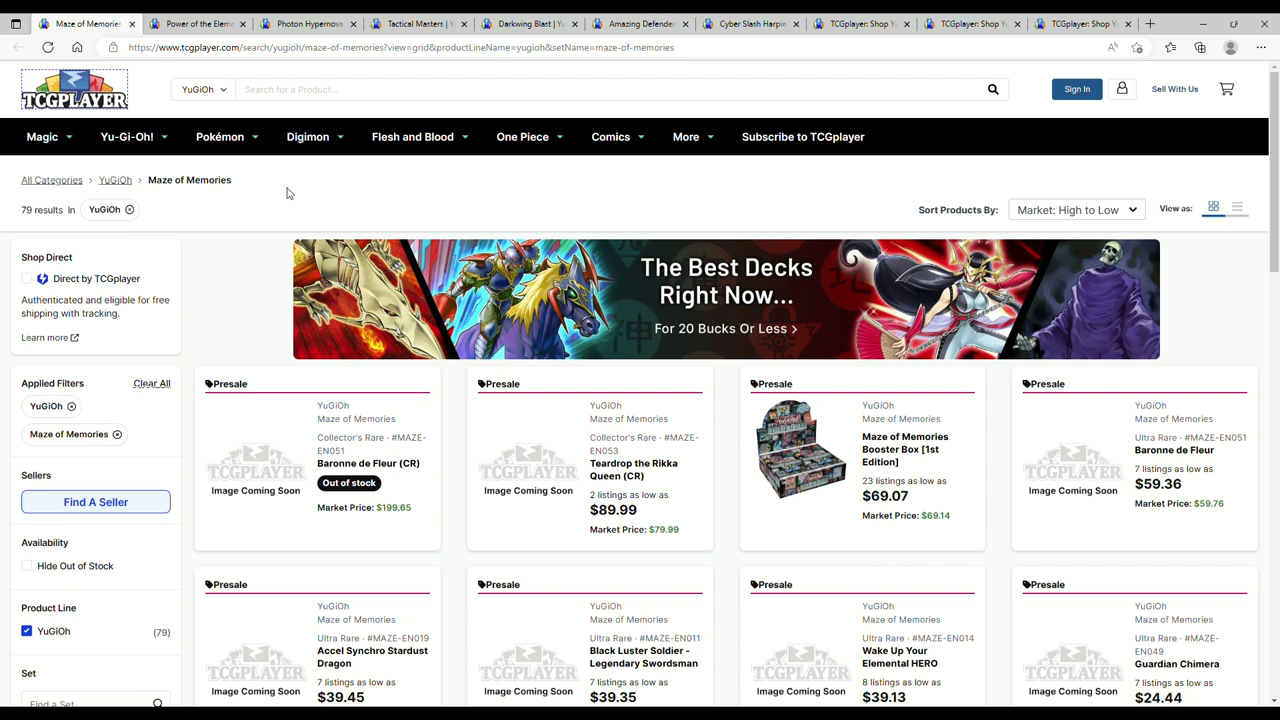 Maze of Memories
Power of the Eleme
Photon Hypernova
Tactical Masters | Y
Darkwing Blast | Yu
Amazing Defender
Cyber Slash Harpie
TCGplayer: Shop Y
TCGplayer: Shop Y
TCGplayer: Shop Y
https://www.tcgplayer.com/search/yugioh/maze-of-memories?view=grid&productLineName=yugioh&setName=maze-of-memories
TCGPLAYER
YuGiOh
Search for a Product...
Sign In
Sell With Us
Magic
Yu-Gi-Oh!
Pokémon
Digimon
Flesh and Blood
One Piece
Comics
More
Subscribe to TCGplayer
All Categories > YuGiOh > Maze of Memories
79 results in YuGiOh
Sort Products By: Market: High to Low
View as:
Shop Direct
Direct by TCGplayer
Authenticated and eligible for free
shipping with tracking.
Learn more
The Best Decks
Right Now...
For 20 Bucks Or Less >
Applied Filters
Clear All
YuGiOh
Maze of Memories
Sellers
Find A Seller
Availability
Hide Out of Stock
Product Line
YuGiOh (79)
Set
Find a Set
Presale
TCGPLAYER
Image Coming Soon
YuGiOh
Maze of Memories
Collector's Rare · #MAZE-
EN051
Baronne de Fleur (CR)
Out of stock
Market Price: $199.65
Presale
TCGPLAYER
Image Coming Soon
YuGiOh
Maze of Memories
Collector's Rare · #MAZE-
EN053
Teardrop the Rikka
Queen (CR)
2 listings as low as
$89.99
Market Price: $79.99
Presale
YuGiOh
Maze of Memories
Maze of Memories
Booster Box [1st
Edition]
23 listings as low as
$69.07
Market Price: $69.14
Presale
TCGPLAYER
Image Coming Soon
YuGiOh
Maze of Memories
Ultra Rare · #MAZE-EN051
Baronne de Fleur
7 listings as low as
$59.36
Market Price: $59.76
Presale
TCGPLAYER
Image Coming Soon
YuGiOh
Maze of Memories
Ultra Rare · #MAZE-EN019
Accel Synchro Stardust
Dragon
7 listings as low as
$39.45
Presale
TCGPLAYER
Image Coming Soon
YuGiOh
Maze of Memories
Ultra Rare · #MAZE-EN011
Black Luster Soldier -
Legendary Swordsman
7 listings as low as
$39.35
Presale
TCGPLAYER
Image Coming Soon
YuGiOh
Maze of Memories
Ultra Rare · #MAZE-EN014
Wake Up Your
Elemental HERO
8 listings as low as
$39.13
Presale
TCGPLAYER
Image Coming Soon
YuGiOh
Maze of Memories
Ultra Rare · #MAZE-
EN049
Guardian Chimera
7 listings as low as
$24.44